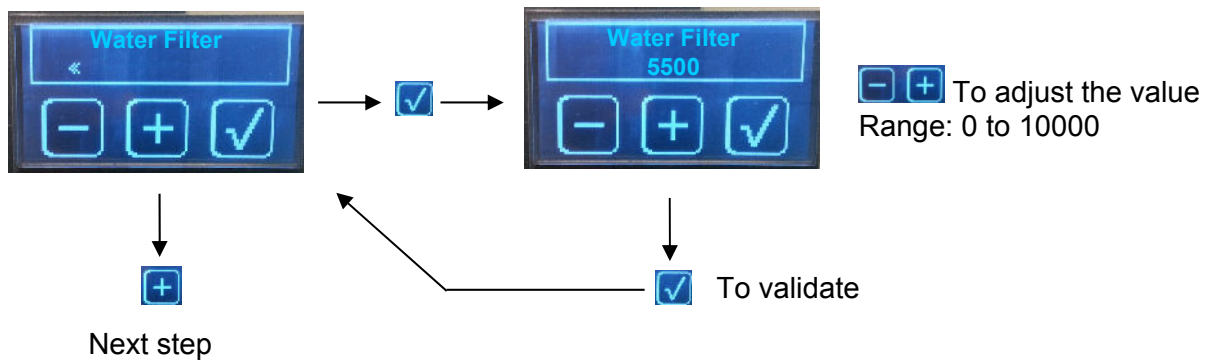 Water Filter
«
Water Filter
5500
To adjust the value
Range: 0 to 10000
To validate
Next step